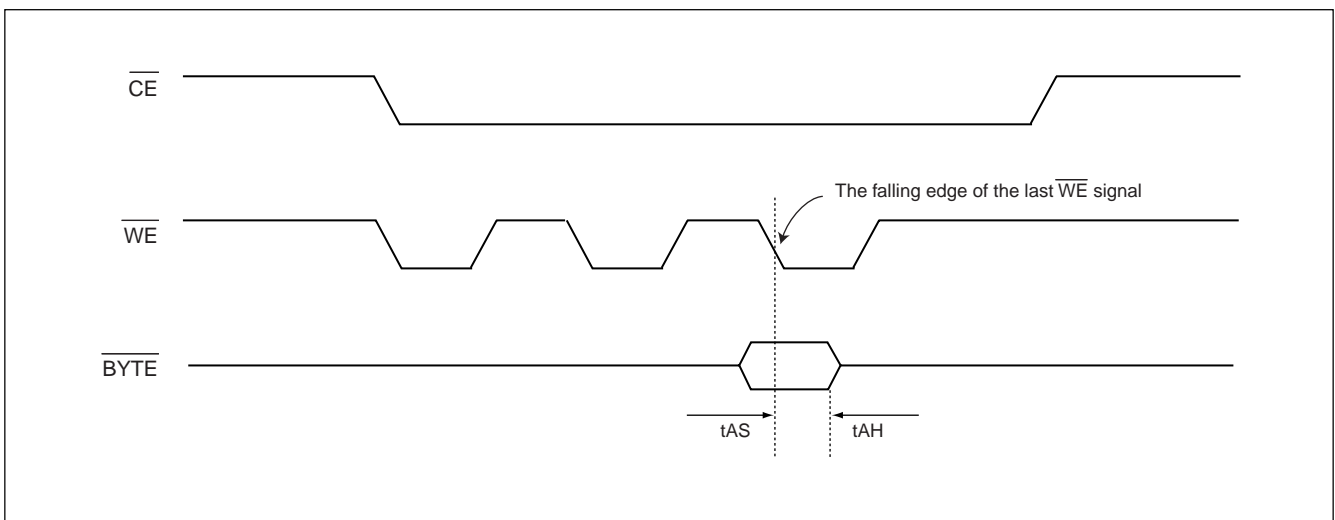 CE
The falling edge of the last WE signal
WE
BYTE
tAS
tAH